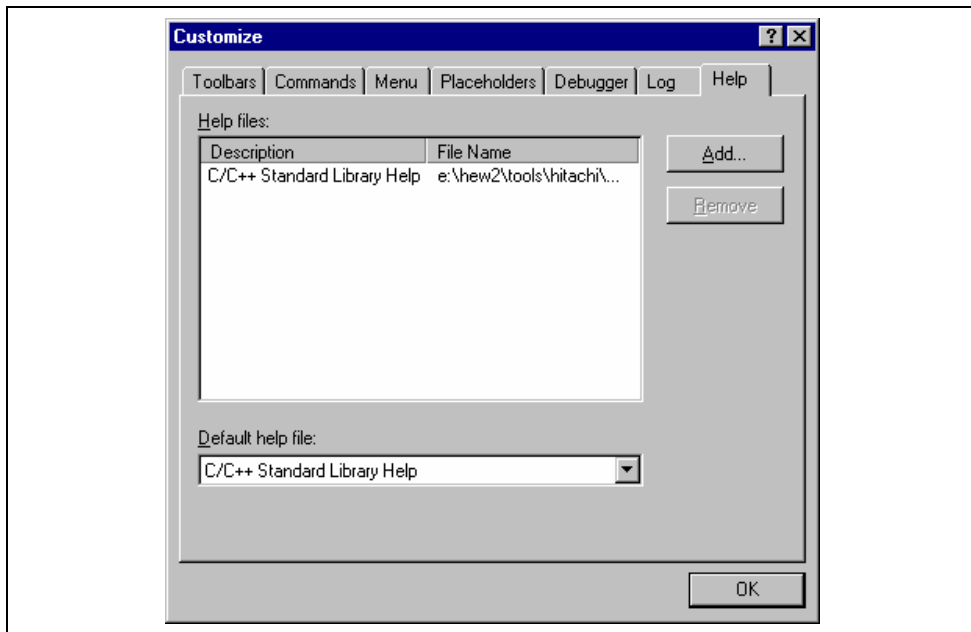 Customize
Toolbars Commands Menu Placeholders Debugger Log Help
Help files:
Description File Name
C/C++ Standard Library Help e:\hew2\tools\hitachi\...
Add...
Remove
Default help file:
C/C++ Standard Library Help
OK